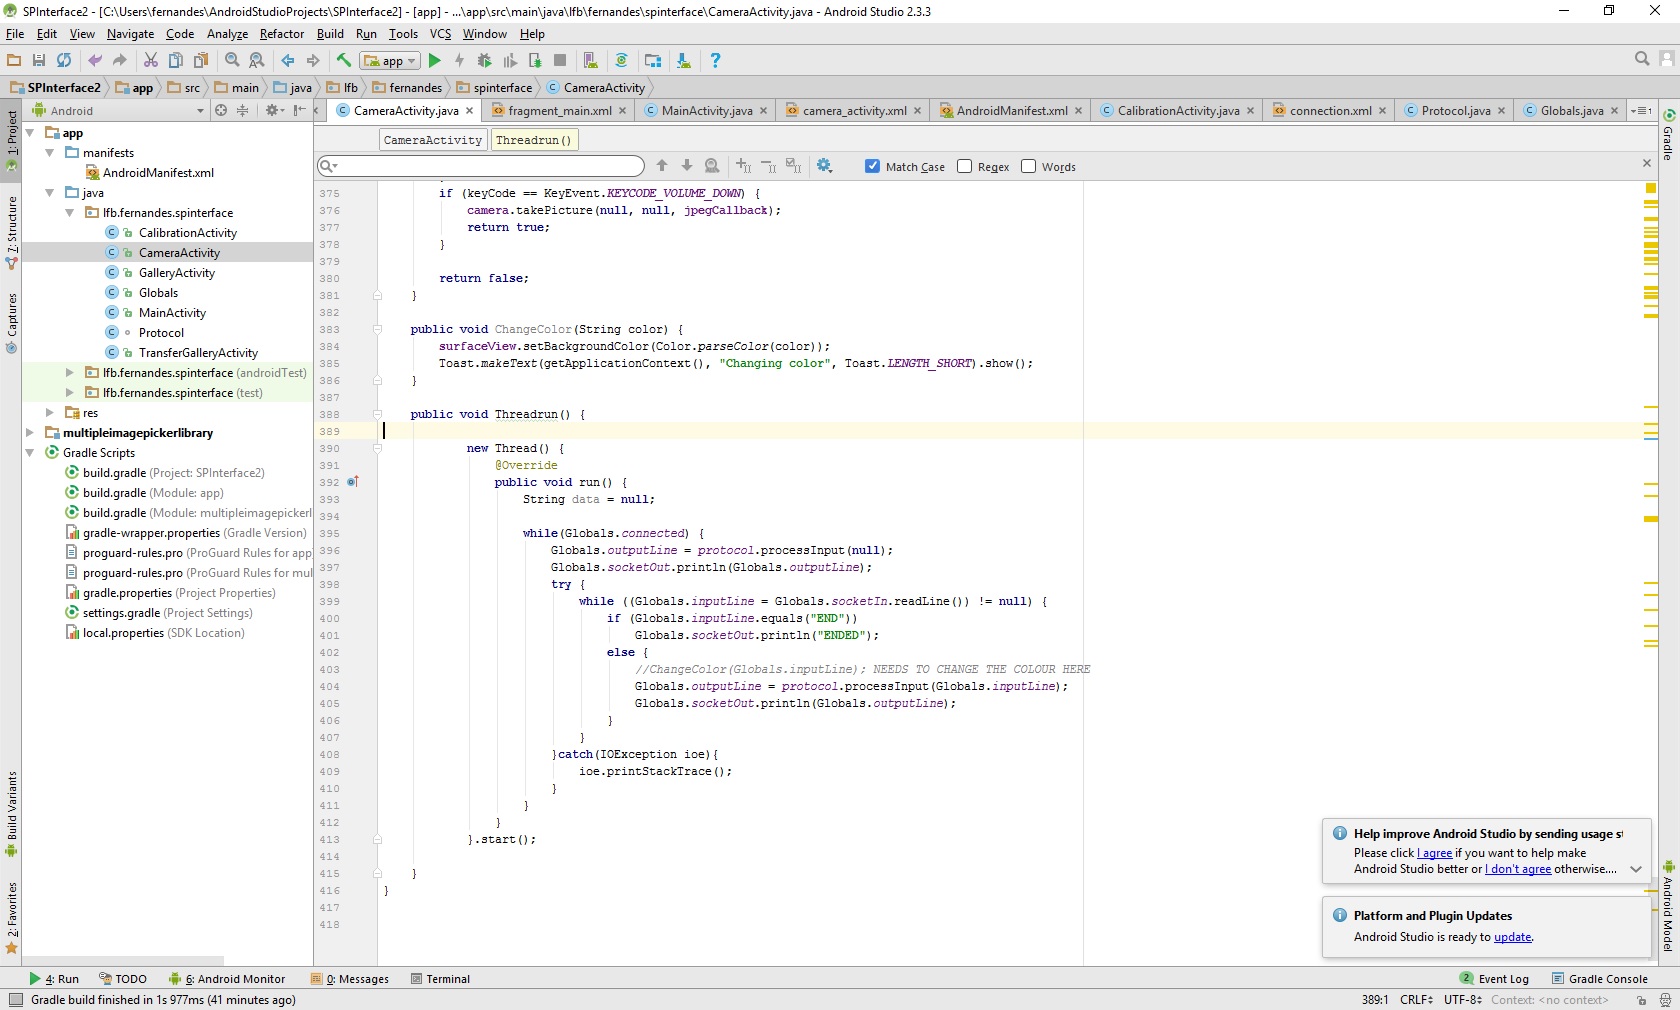 SPInterface2 - [C:\Users\fernandes\AndroidStudioProjects\SPInterface2] - [app] - ...\app\src\main\java\lfb\fernandes\spinterface\CameraActivity.java - Android Studio 2.3.3
File Edit View Navigate Code Analyze Refactor Build Run Tools VCS Window Help
app
SPInterface2 app src main java lfb fernandes spinterface CameraActivity
Android
CameraActivity.java fragment_main.xml MainActivity.java camera_activity.xml AndroidManifest.xml CalibrationActivity.java connection.xml Protocol.java Globals.java
CameraActivity Threadrun()
Match Case Regex Words
1: Project
7: Structure
Captures
Build Variants
2: Favorites
app
manifests
AndroidManifest.xml
java
lfb.fernandes.spinterface
CalibrationActivity
CameraActivity
GalleryActivity
Globals
MainActivity
Protocol
TransferGalleryActivity
lfb.fernandes.spinterface (androidTest)
lfb.fernandes.spinterface (test)
res
multipleimagepickerlibrary
Gradle Scripts
build.gradle (Project: SPInterface2)
build.gradle (Module: app)
build.gradle (Module: multipleimagepickerl
gradle-wrapper.properties (Gradle Version)
proguard-rules.pro (ProGuard Rules for app
proguard-rules.pro (ProGuard Rules for mul
gradle.properties (Project Properties)
settings.gradle (Project Settings)
local.properties (SDK Location)
375 if (keyCode == KeyEvent.KEYCODE_VOLUME_DOWN) {
376 camera.takePicture(null, null, jpegCallback);
377 return true;
378 }
379
380 return false;
381 }
382
383 public void ChangeColor(String color) {
384 surfaceView.setBackgroundColor(Color.parseColor(color));
385 Toast.makeText(getApplicationContext(), "Changing color", Toast.LENGTH_SHORT).show();
386 }
387
388 public void Threadrun() {
389
390 new Thread() {
391 @Override
392 public void run() {
393 String data = null;
394
395 while(Globals.connected) {
396 Globals.outputLine = protocol.processInput(null);
397 Globals.socketOut.println(Globals.outputLine);
398 try {
399 while ((Globals.inputLine = Globals.socketIn.readLine()) != null) {
400 if (Globals.inputLine.equals("END"))
401 Globals.socketOut.println("ENDED");
402 else {
403 //ChangeColor(Globals.inputLine); NEEDS TO CHANGE THE COLOUR HERE
404 Globals.outputLine = protocol.processInput(Globals.inputLine);
405 Globals.socketOut.println(Globals.outputLine);
406 }
407 }
408 }catch(IOException ioe){
409 ioe.printStackTrace();
410 }
411 }
412 }
413 }.start();
414
415 }
416 }
417
418
Gradle
Android Model
Help improve Android Studio by sending usage st
Please click I agree if you want to help make
Android Studio better or I don't agree otherwise....
Platform and Plugin Updates
Android Studio is ready to update.
4: Run TODO 6: Android Monitor 0: Messages Terminal 2 Event Log Gradle Console
Gradle build finished in 1s 977ms (41 minutes ago) 389:1 CRLF UTF-8 Context: <no context>